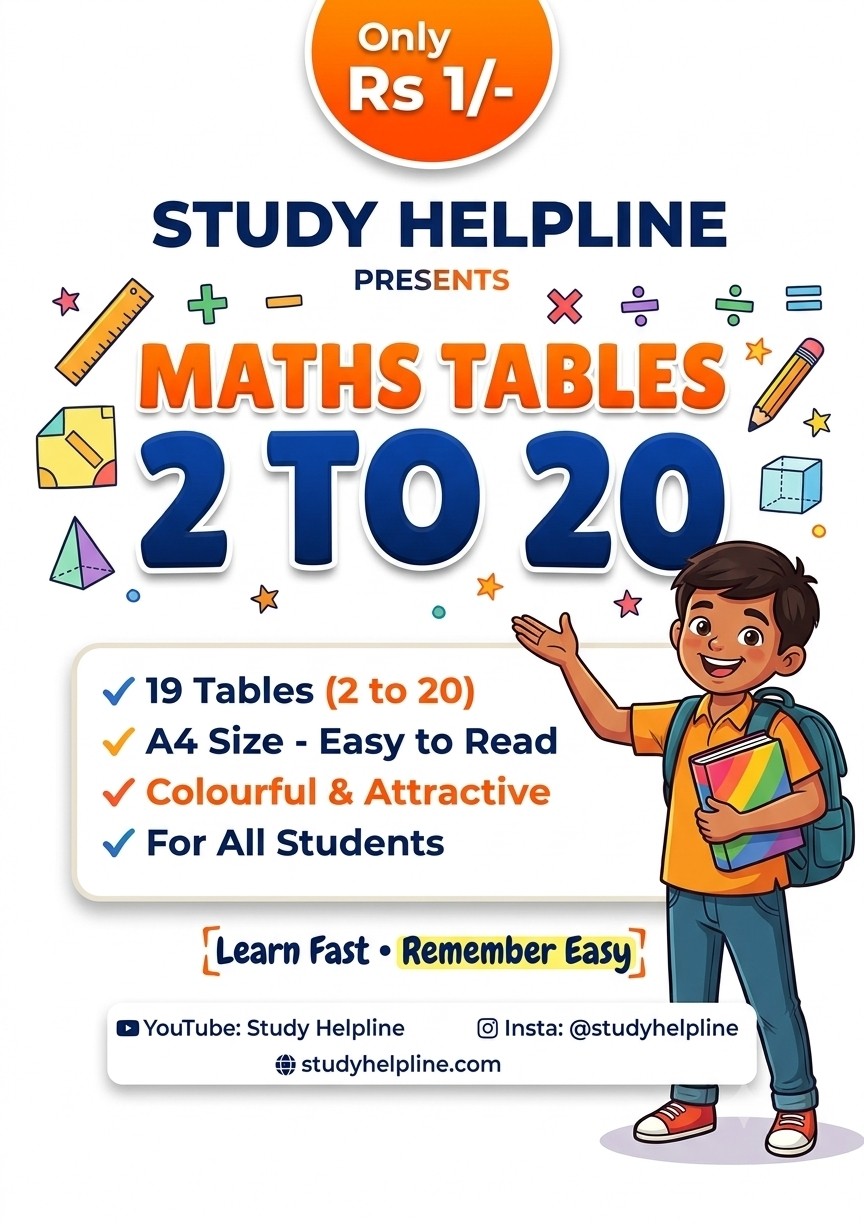 Only
Rs 1/-
STUDY HELPLINE
PRESENTS
MATHS TABLES
2 TO 20
19 Tables (2 to 20)
A4 Size - Easy to Read
Colourful & Attractive
For All Students
Learn Fast • Remember Easy
YouTube: Study Helpline Insta: @studyhelpline
studyhelpline.com